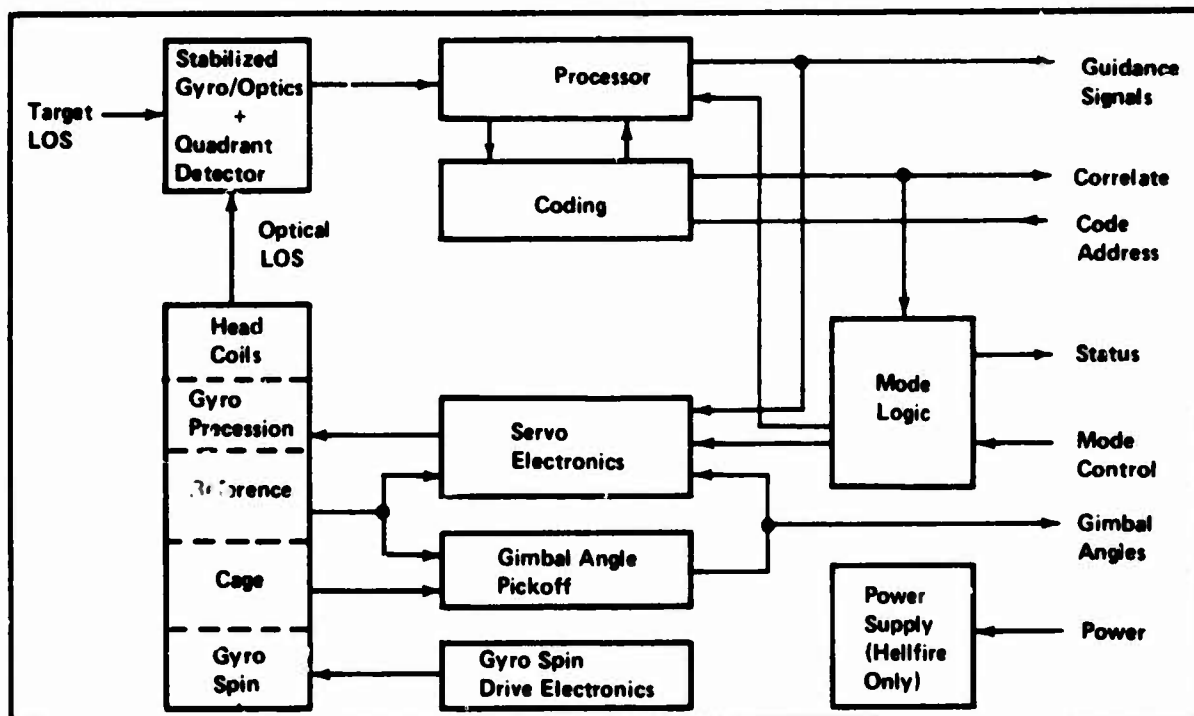 Stabilized
Gyro/Optics
+
Quadrant
Detector
Target
LOS
Processor
Guidance
Signals
Coding
Correlate
Code
Address
Optical
LOS
Head
Coils
Gyro
Precession
Reference
Cage
Gyro
Spin
Servo
Electronics
Gimbal Angle
Pickoff
Gyro Spin
Drive Electronics
Mode
Logic
Status
Mode
Control
Gimbal
Angles
Power
Supply
(Hellfire
Only)
Power